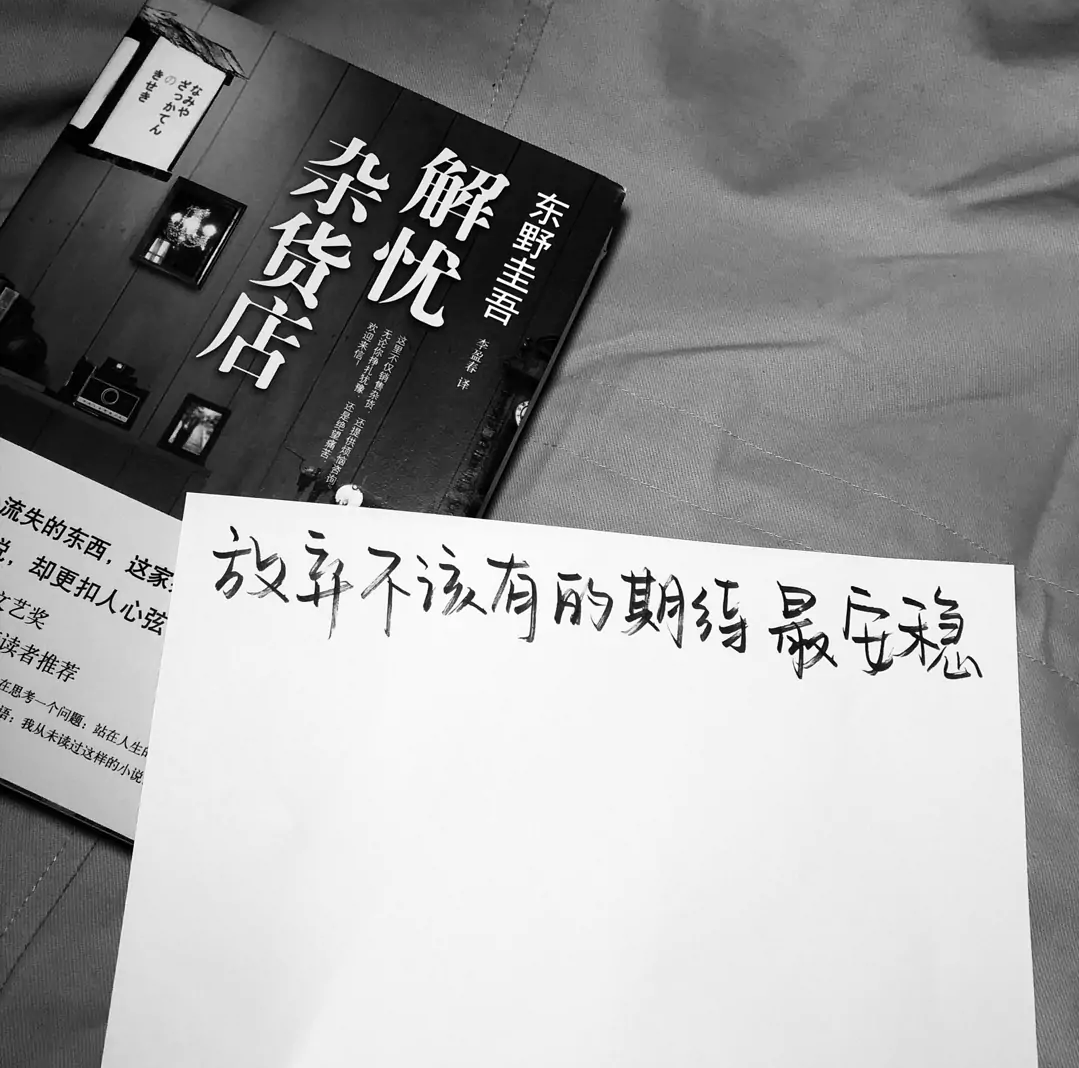 なみや
ざっかてん
の
きせき
解忧
杂货店
东野圭吾
李盈春 译
这里不仅销售杂货,还提供烦恼咨询。
无论你挣扎犹豫,还是绝望痛苦,
欢迎来信!
流失的东西,这家
说,却更扣人心弦
文艺奖
读者推荐
在思考一个问题:站在人生的
语:我从未读过这样的小说
放弃不该有的期待 最安稳